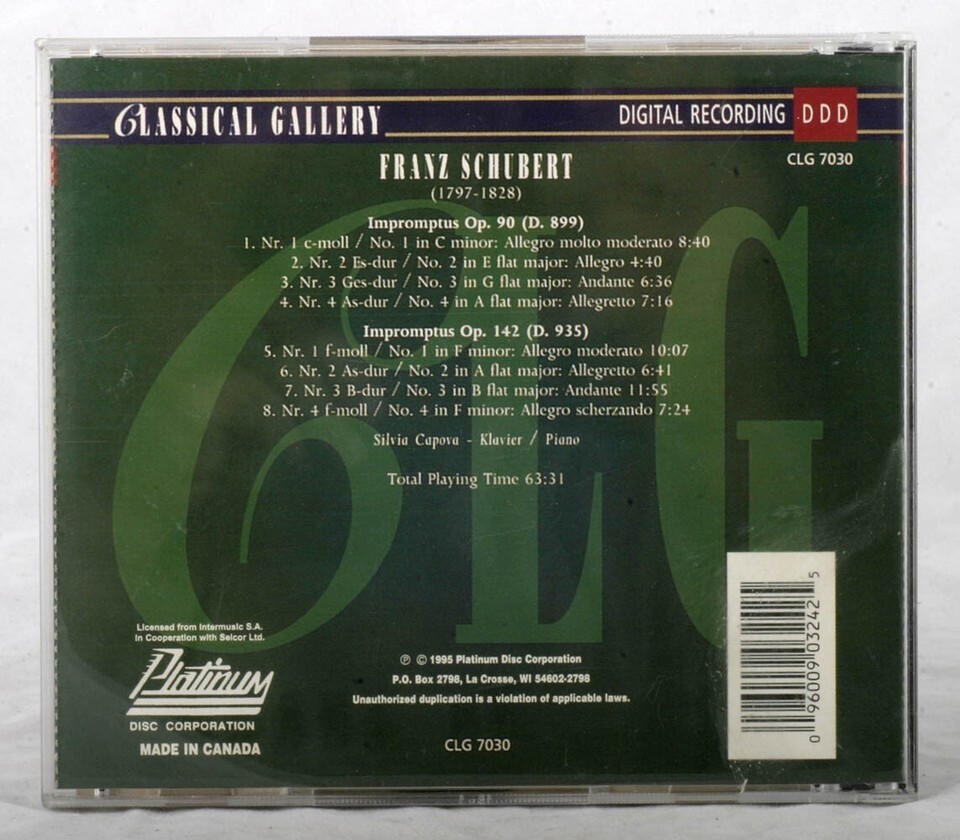 CLASSICAL GALLERY
DIGITAL RECORDING DDD
CLG 7030
FRANZ SCHUBERT
(1797-1828)
Impromptus Op. 90 (D. 899)
1. Nr. 1 c-moll / No. 1 in C minor: Allegro molto moderato 8:40
2. Nr. 2 Es-dur / No. 2 in E flat major: Allegro 4:40
3. Nr. 3 Ges-dur / No. 3 in G flat major: Andante 6:36
4. Nr. 4 As-dur / No. 4 in A flat major: Allegretto 7:16
Impromptus Op. 142 (D. 935)
5. Nr. 1 f-moll / No. 1 in F minor: Allegro moderato 10:07
6. Nr. 2 As-dur / No. 2 in A flat major: Allegretto 6:41
7. Nr. 3 B-dur / No. 3 in B flat major: Andante 11:55
8. Nr. 4 f-moll / No. 4 in F minor: Allegro scherzando 7:24
Silvia Capova - Klavier / Piano
Total Playing Time 63:31
CLG
Licensed from Intermusic S.A.
in Cooperation with Selcor Ltd.
Platinum
DISC CORPORATION
MADE IN CANADA
℗ © 1995 Platinum Disc Corporation
P.O. Box 2798, La Crosse, WI 54602-2798
Unauthorized duplication is a violation of applicable laws.
CLG 7030
0 96009 03242 5